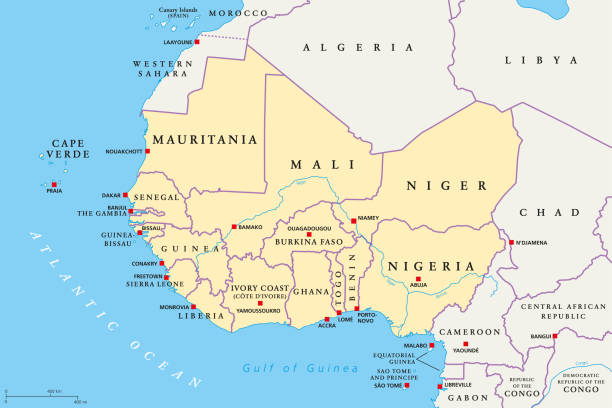 Canary Islands
(SPAIN)
MOROCCO
LAAYOUNE
ALGERIA
LIBYA
WESTERN
SAHARA
CAPE
VERDE
PRAIA
MAURITANIA
NOUAKCHOTT
MALI
NIGER
CHAD
DAKAR
SENEGAL
BANJUL
THE GAMBIA
BISSAU
GUINEA-
BISSAU
BAMAKO
OUAGADOUGOU
BURKINA FASO
NIAMEY
N'DJAMENA
GUINEA
CONAKRY
FREETOWN
SIERRA LEONE
MONROVIA
LIBERIA
IVORY COAST
(CÔTE D'IVOIRE)
YAMOUSSOUKRO
GHANA
ACCRA
TOGO
LOMÉ
BENIN
PORTO-
NOVO
NIGERIA
ABUJA
CENTRAL AFRICAN
REPUBLIC
BANGUI
CAMEROON
YAOUNDÉ
MALABO
EQUATORIAL
GUINEA
SAO TOME
AND PRINCIPE
SÃO TOMÉ
LIBREVILLE
GABON
REPUBLIC
OF THE
CONGO
DEMOCRATIC
REPUBLIC OF THE
CONGO
ATLANTIC OCEAN
Gulf of Guinea
0 400 km
0 400 mi